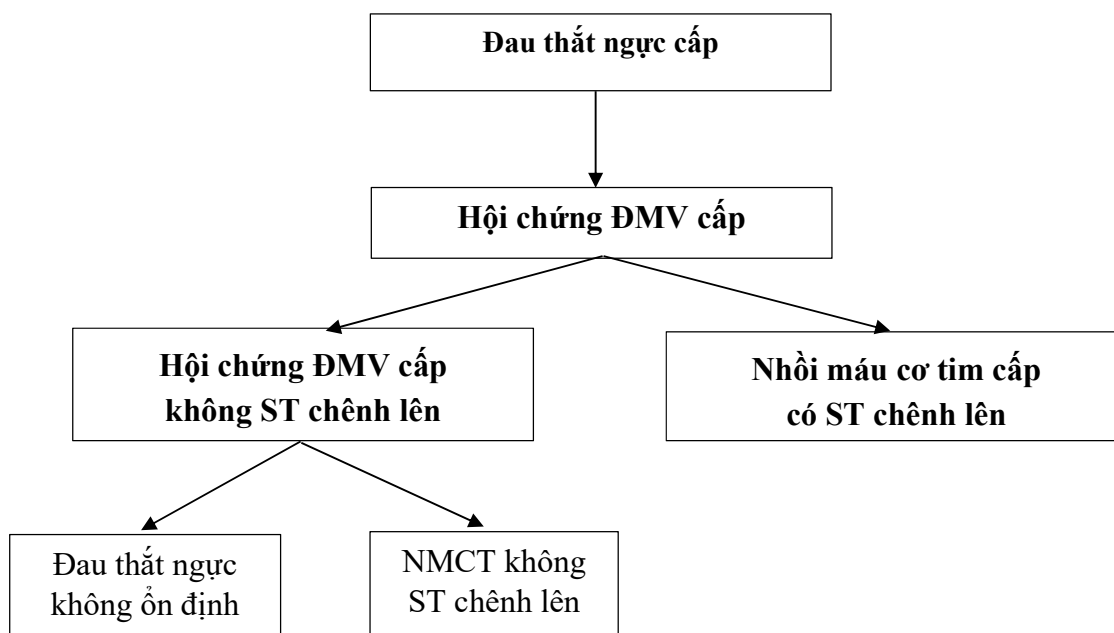 Đau thắt ngực cấp
Hội chứng ĐMV cấp
Hội chứng ĐMV cấp
không ST chênh lên
Nhồi máu cơ tim cấp
có ST chênh lên
Đau thắt ngực
không ổn định
NMCT không
ST chênh lên